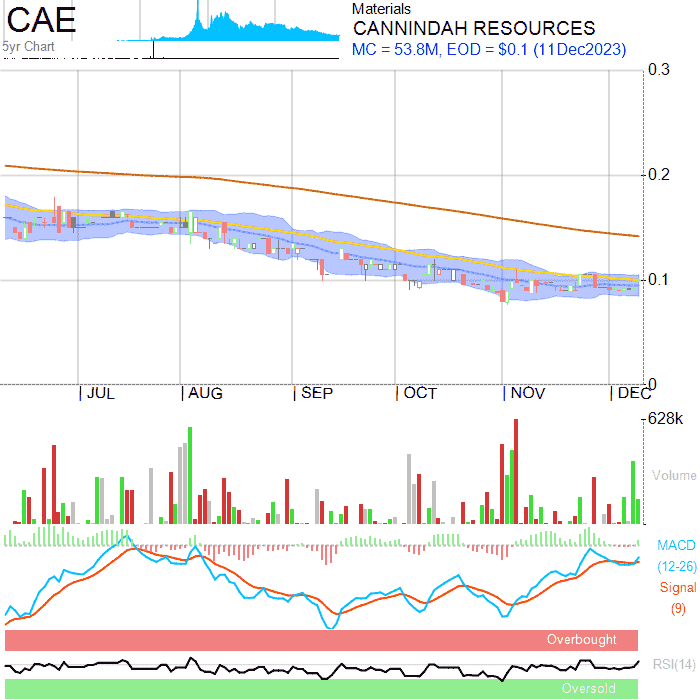 CAE
5yr Chart
Materials
CANNINDAH RESOURCES
MC = 53.8M, EOD = $0.1 (11Dec2023)
0.3
0.2
0.1
0
JUL AUG SEP OCT NOV DEC
628k
Volume
MACD
(12-26)
Signal
(9)
Overbought
RSI(14)
Oversold